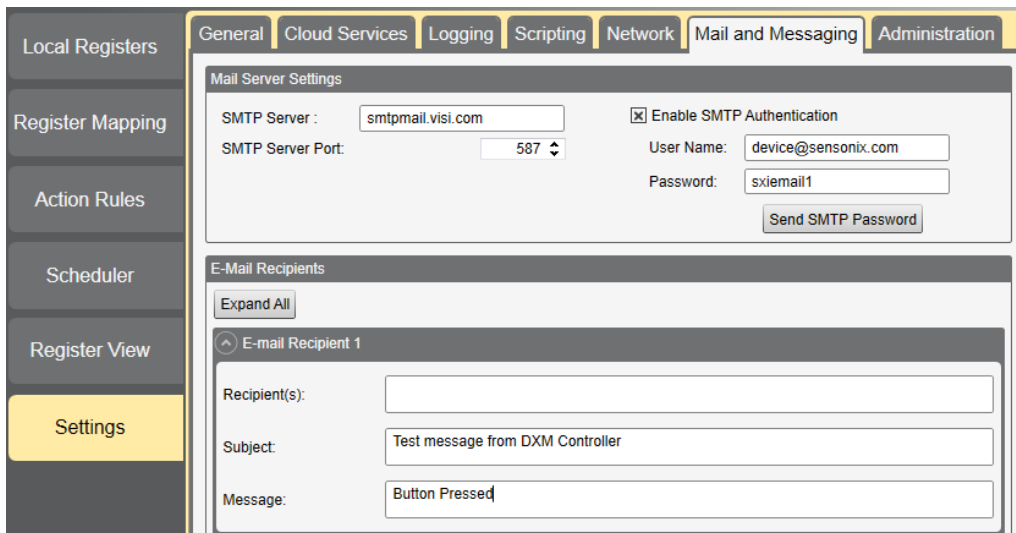 Local Registers
Register Mapping
Action Rules
Scheduler
Register View
Settings
General Cloud Services Logging Scripting Network Mail and Messaging Administration
Mail Server Settings
SMTP Server : smtpmail.visi.com
SMTP Server Port: 587
Enable SMTP Authentication
User Name: device@sensonix.com
Password: sxiemail1
Send SMTP Password
E-Mail Recipients
Expand All
E-mail Recipient 1
Recipient(s):
Subject: Test message from DXM Controller
Message: Button Pressed